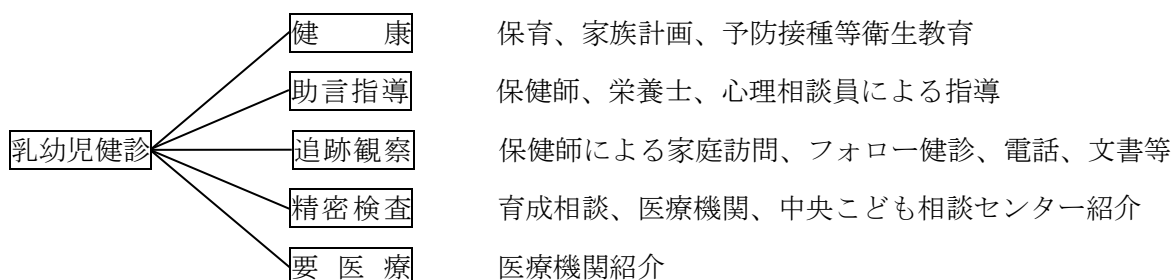 健康 保育、家族計画、予防接種等衛生教育
助言指導 保健師、栄養士、心理相談員による指導
乳幼児健診 追跡観察 保健師による家庭訪問、フォロー健診、電話、文書等
精密検査 育成相談、医療機関、中央こども相談センター紹介
要医療 医療機関紹介